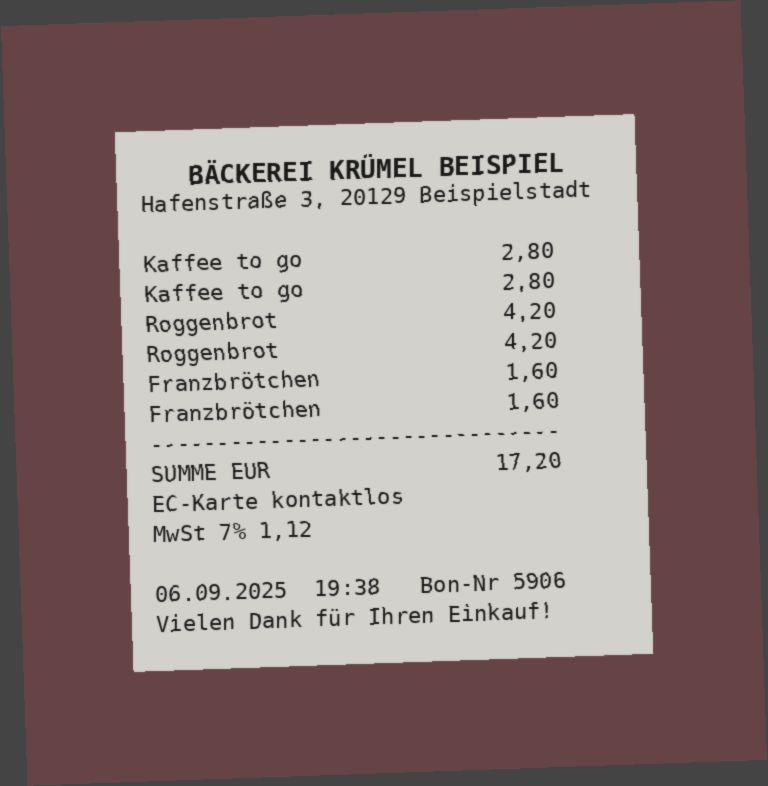 BÄCKEREI KRÜMEL BEISPIEL
Hafenstraße 3, 20129 Beispielstadt
Kaffee to go 2,80
Kaffee to go 2,80
Roggenbrot 4,20
Roggenbrot 4,20
Franzbrötchen 1,60
Franzbrötchen 1,60
-------------------------------
SUMME EUR 17,20
EC-Karte kontaktlos
MwSt 7% 1,12
06.09.2025 19:38 Bon-Nr 5906
Vielen Dank für Ihren Einkauf!